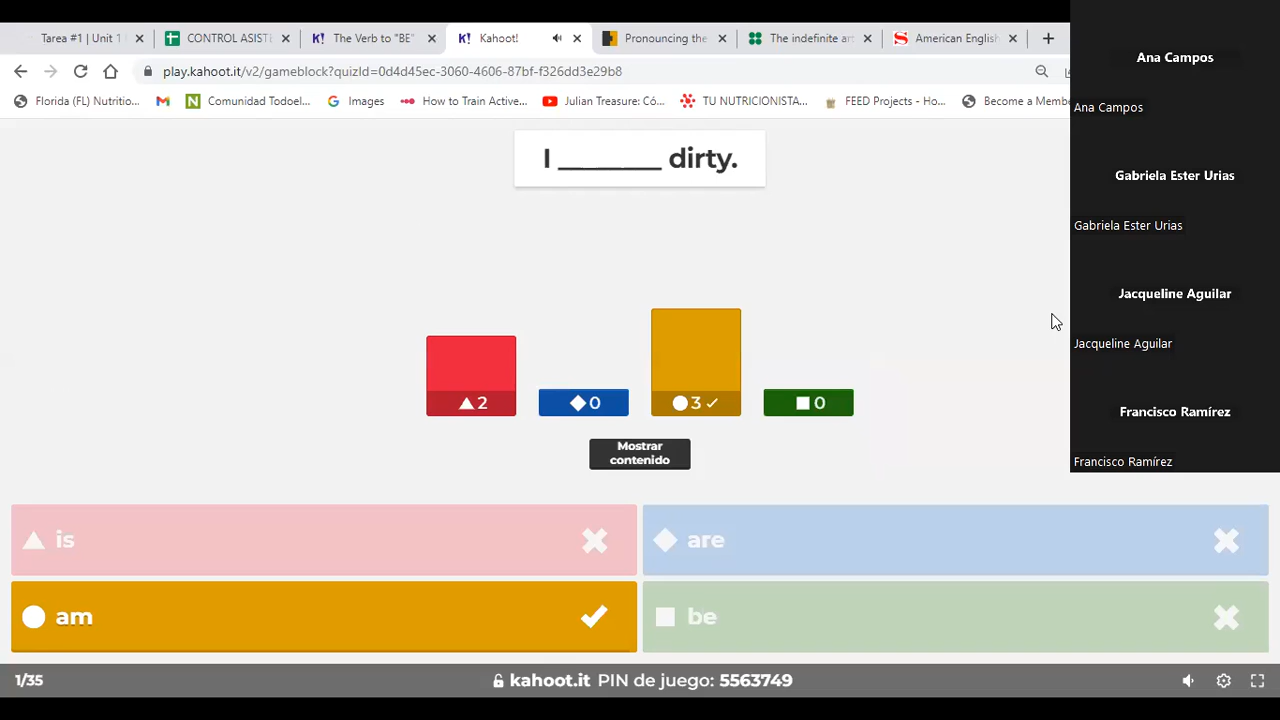 Tarea #1 | Unit 1
CONTROL ASIST
The Verb to "BE"
Kahoot!
Pronouncing the
The indefinite ar
American English
play.kahoot.it/v2/gameblock?quizId=0d4d45ec-3060-4606-87bf-f326dd3e29b8
Florida (FL) Nutritio...
Comunidad Todoel...
Images
How to Train Active...
Julian Treasure: Có...
TU NUTRICIONISTA...
FEED Projects - Ho...
Become a Memb
I ________ dirty.
2
0
3
0
Mostrar
contenido
is
are
am
be
1/35
kahoot.it PIN de juego: 5563749
Ana Campos
Ana Campos
Gabriela Ester Urias
Gabriela Ester Urias
Jacqueline Aguilar
Jacqueline Aguilar
Francisco Ramírez
Francisco Ramírez